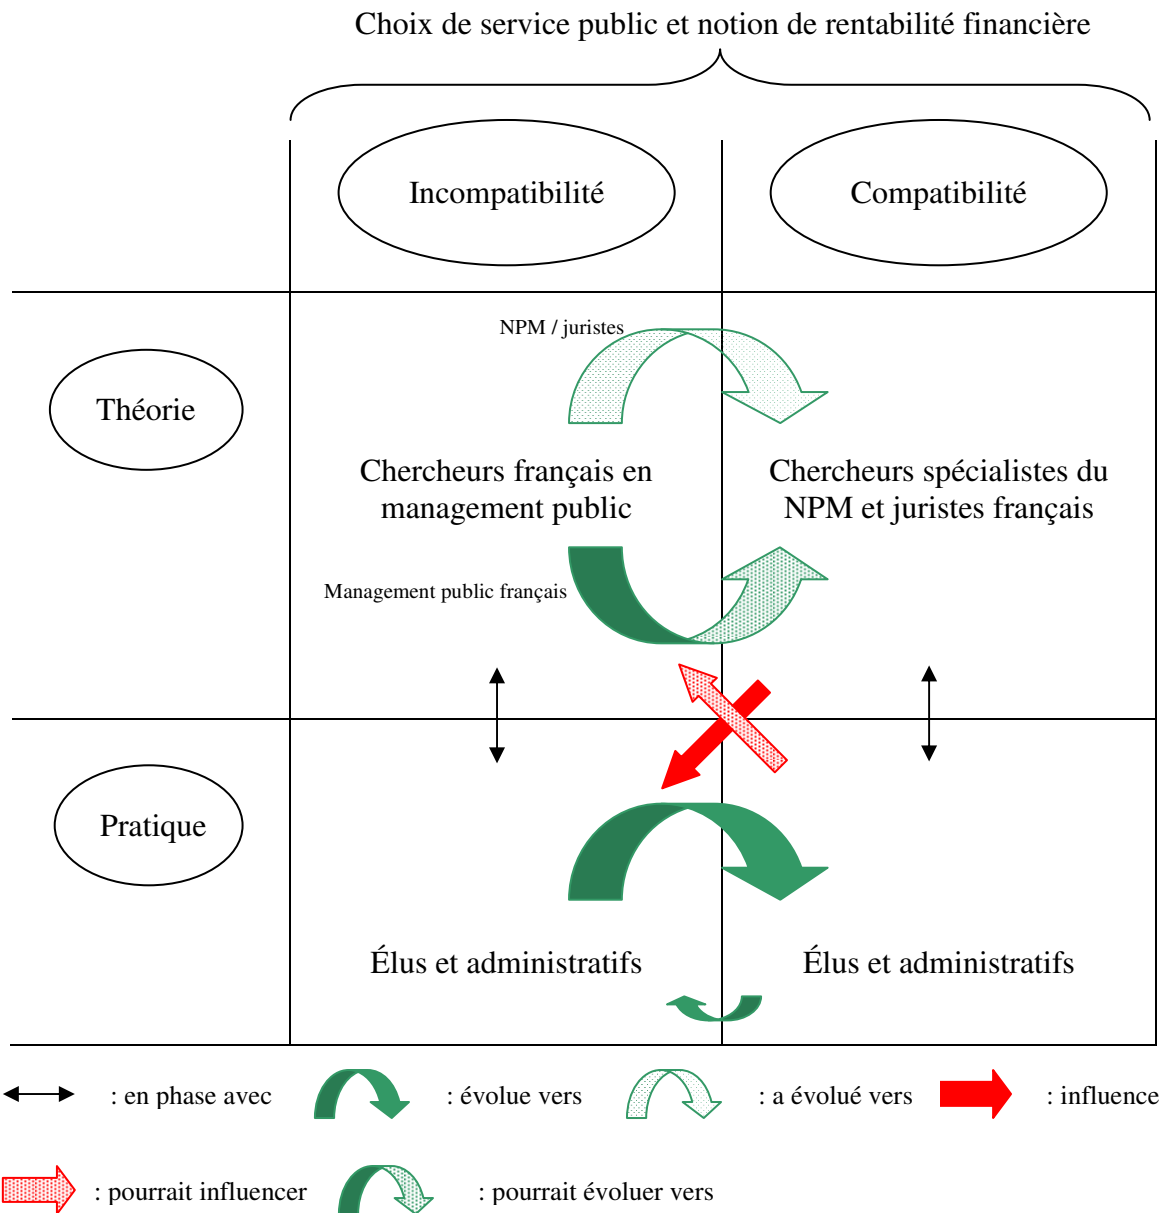 Choix de service public et notion de rentabilité financière
Incompatibilité
Compatibilité
NPM / juristes
Théorie
Chercheurs français en
management public
Chercheurs spécialistes du
NPM et juristes français
Management public français
Pratique
Élus et administratifs
Élus et administratifs
: en phase avec
: évolue vers
: a évolué vers
: influence
: pourrait influencer
: pourrait évoluer vers